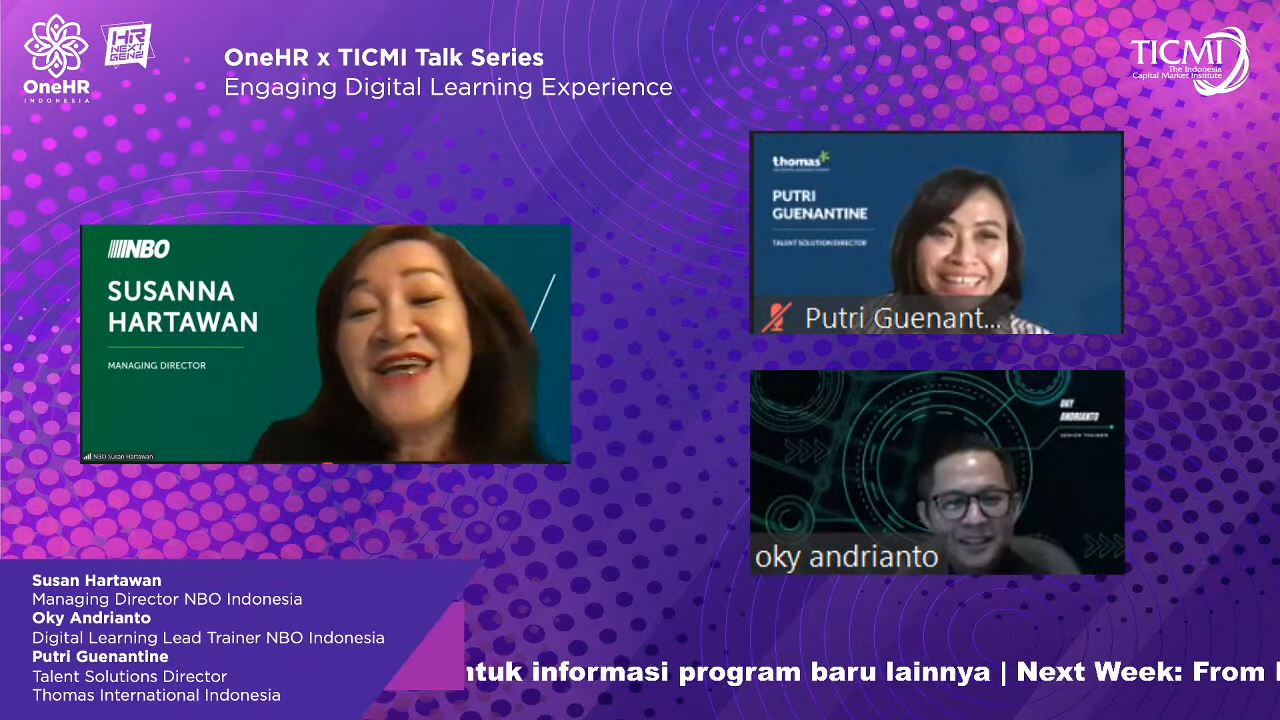 OneHR
INDONESIA
HR
NEXT
GEN
OneHR x TICMI Talk Series
Engaging Digital Learning Experience
TICMI
The Indonesia
Capital Market Institute
NBO
SUSANNA
HARTAWAN
MANAGING DIRECTOR
NBO Susan Hartawan
thomas
PUTRI
GUENANTINE
TALENT SOLUTION DIRECTOR
Putri Guenant...
OKY
ANDRIANTO
SENIOR TRAINER
oky andrianto
Susan Hartawan
Managing Director NBO Indonesia
Oky Andrianto
Digital Learning Lead Trainer NBO Indonesia
Putri Guenantine
Talent Solutions Director
Thomas International Indonesia
ntuk informasi program baru lainnya | Next Week: From